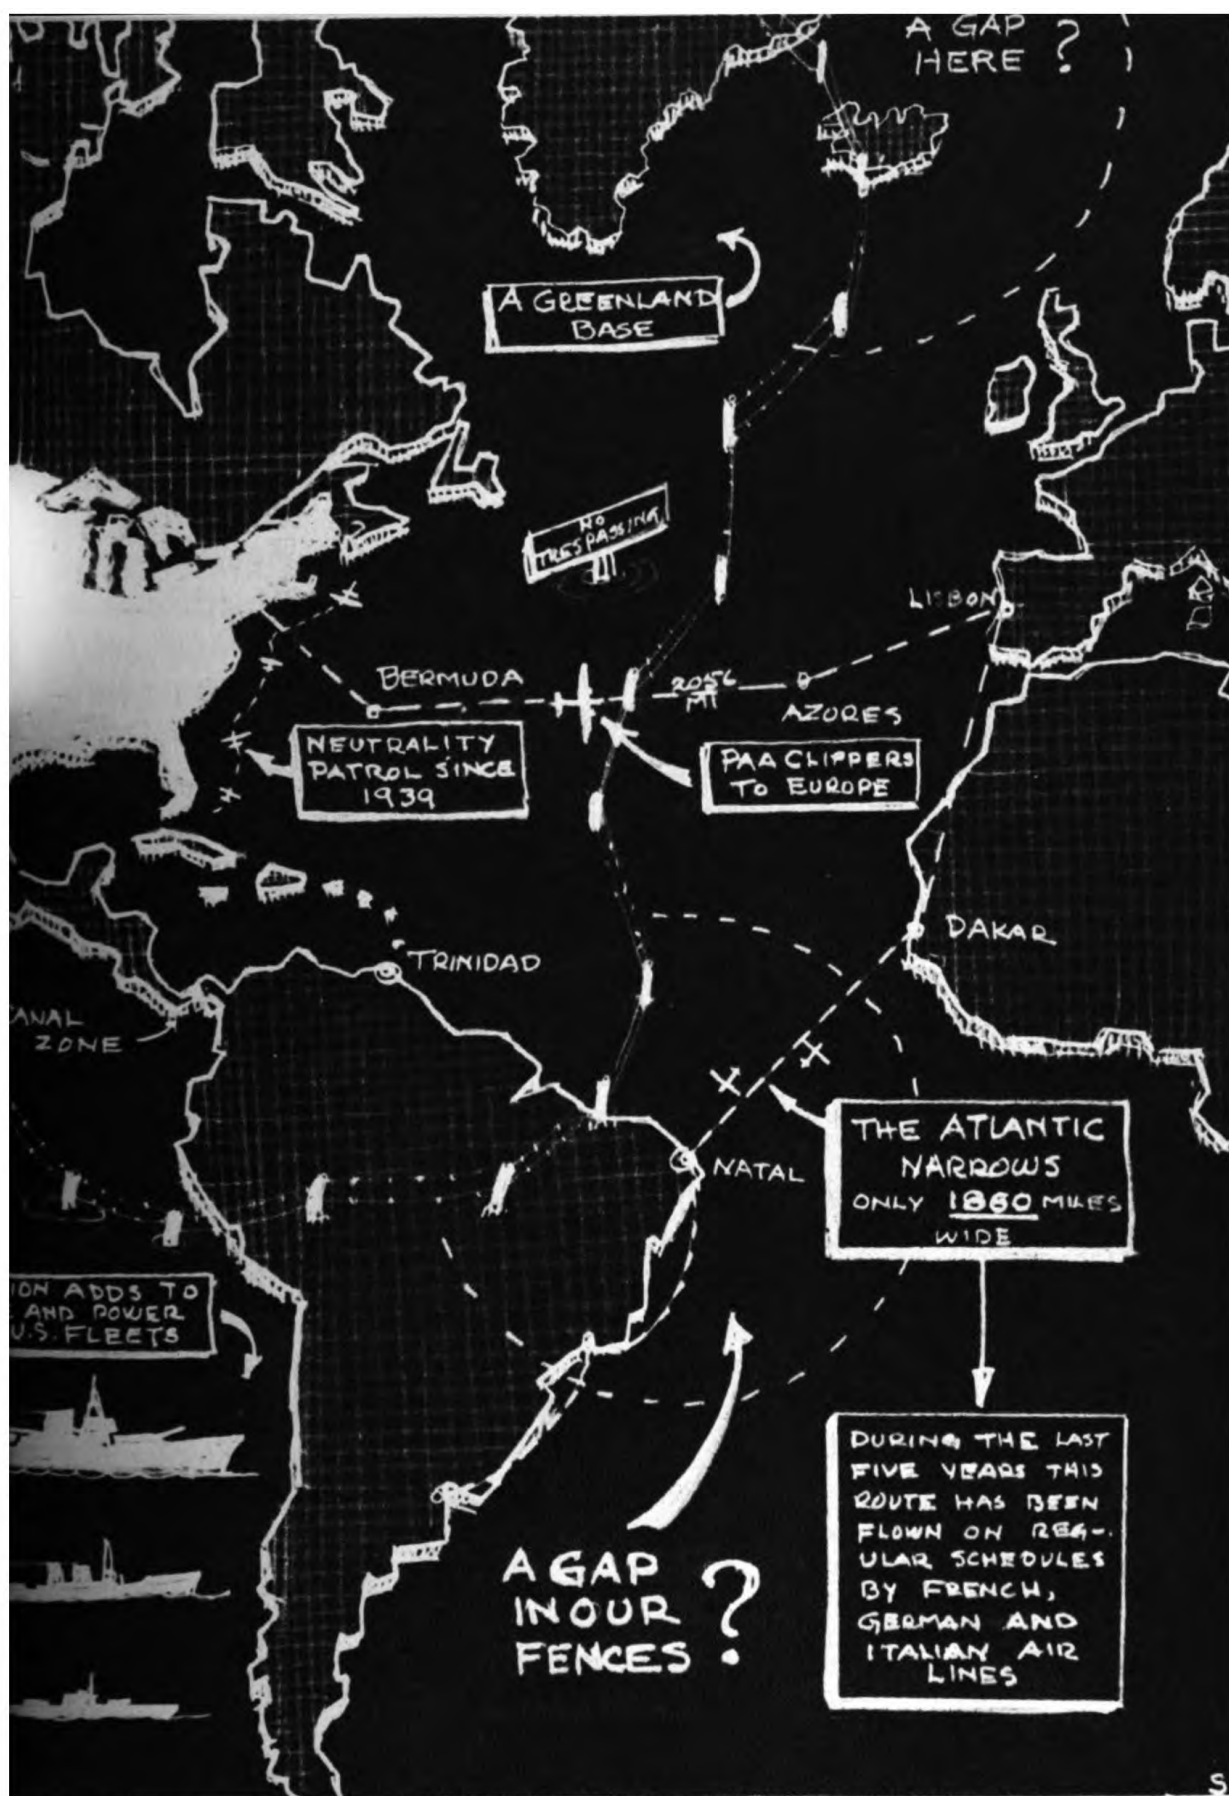 A GAP
HERE ?
A GREENLAND
BASE
NO
TRESPASSING
LISBON
BERMUDA
2056
MI
AZORES
NEUTRALITY
PATROL SINCE
1939
PAA CLIPPERS
TO EUROPE
DAKAR
TRINIDAD
ANAL
ZONE
THE ATLANTIC
NARROWS
ONLY 1860 MILES
WIDE
NATAL
ION ADDS TO
AND POWER
U.S. FLEETS
DURING THE LAST
FIVE YEARS THIS
ROUTE HAS BEEN
FLOWN ON REG-
ULAR SCHEDULES
BY FRENCH,
GERMAN AND
ITALIAN AIR
LINES
A GAP
IN OUR
FENCES ?
S